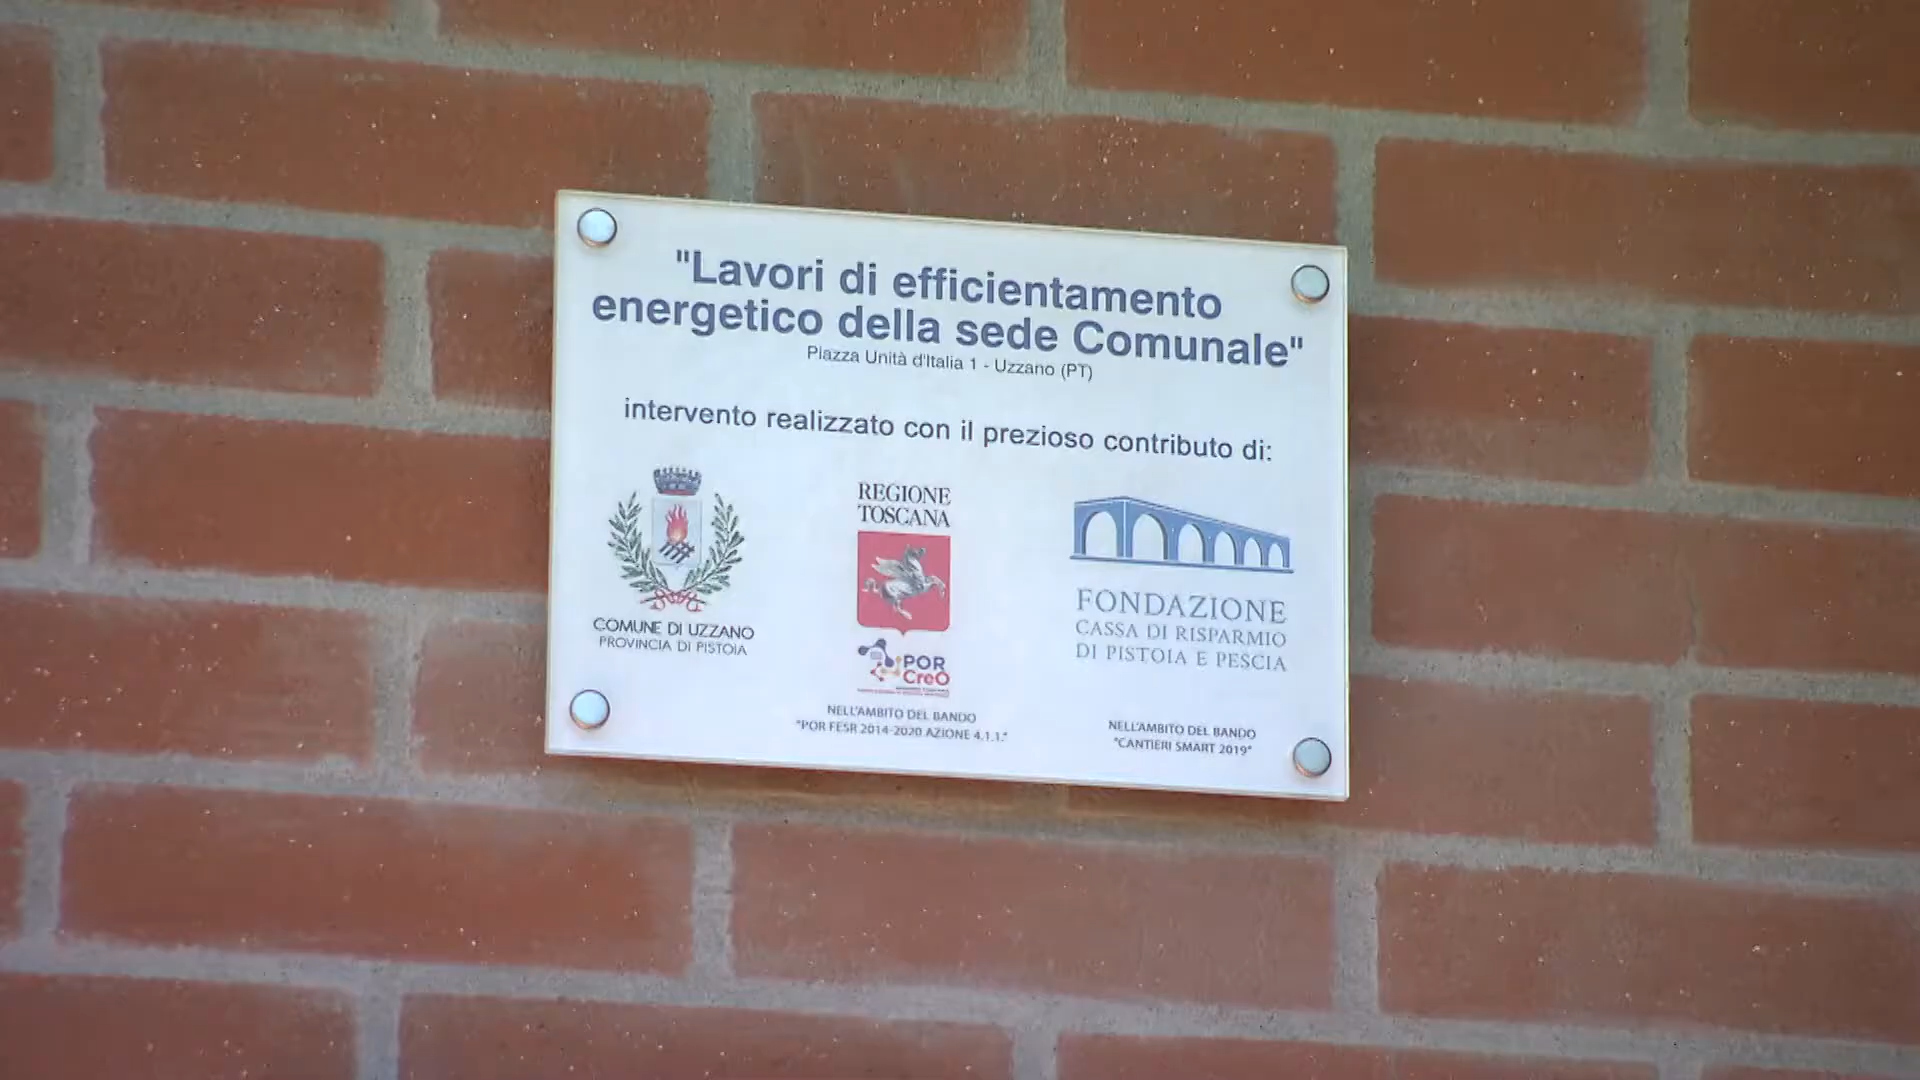 "Lavori di efficientamento
energetico della sede Comunale"
Piazza Unità d'Italia 1 - Uzzano (PT)
intervento realizzato con il prezioso contributo di:
COMUNE DI UZZANO
PROVINCIA DI PISTOIA
REGIONE
TOSCANA
POR
CreO
NELL'AMBITO DEL BANDO
"POR FESR 2014-2020 AZIONE 4.1.1."
FONDAZIONE
CASSA DI RISPARMIO
DI PISTOIA E PESCIA
NELL'AMBITO DEL BANDO
"CANTIERI SMART 2019"